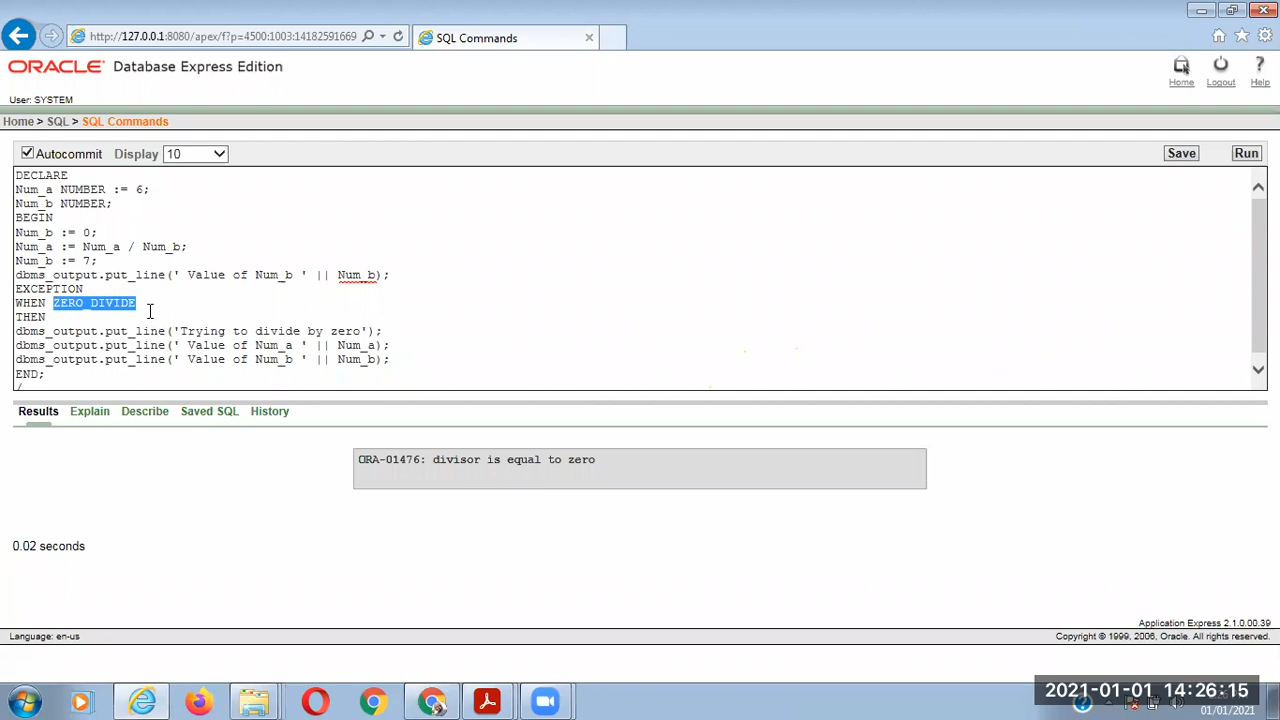 http://127.0.0.1:8080/apex/f?p=4500:1003:14182591669
SQL Commands
ORACLE Database Express Edition
Home
Logout
Help
User: SYSTEM
Home > SQL > SQL Commands
Autocommit Display 10
Save
Run
DECLARE
Num_a NUMBER := 6;
Num_b NUMBER;
BEGIN
Num_b := 0;
Num_a := Num_a / Num_b;
Num_b := 7;
dbms_output.put_line(' Value of Num_b ' || Num_b);
EXCEPTION
WHEN ZERO_DIVIDE
THEN
dbms_output.put_line('Trying to divide by zero');
dbms_output.put_line(' Value of Num_a ' || Num_a);
dbms_output.put_line(' Value of Num_b ' || Num_b);
END;
/
Results Explain Describe Saved SQL History
ORA-01476: divisor is equal to zero
0.02 seconds
Application Express 2.1.0.00.39
Language: en-us
Copyright © 1999, 2006, Oracle. All rights reserved.
2021-01-01 14:26:15
01/01/2021